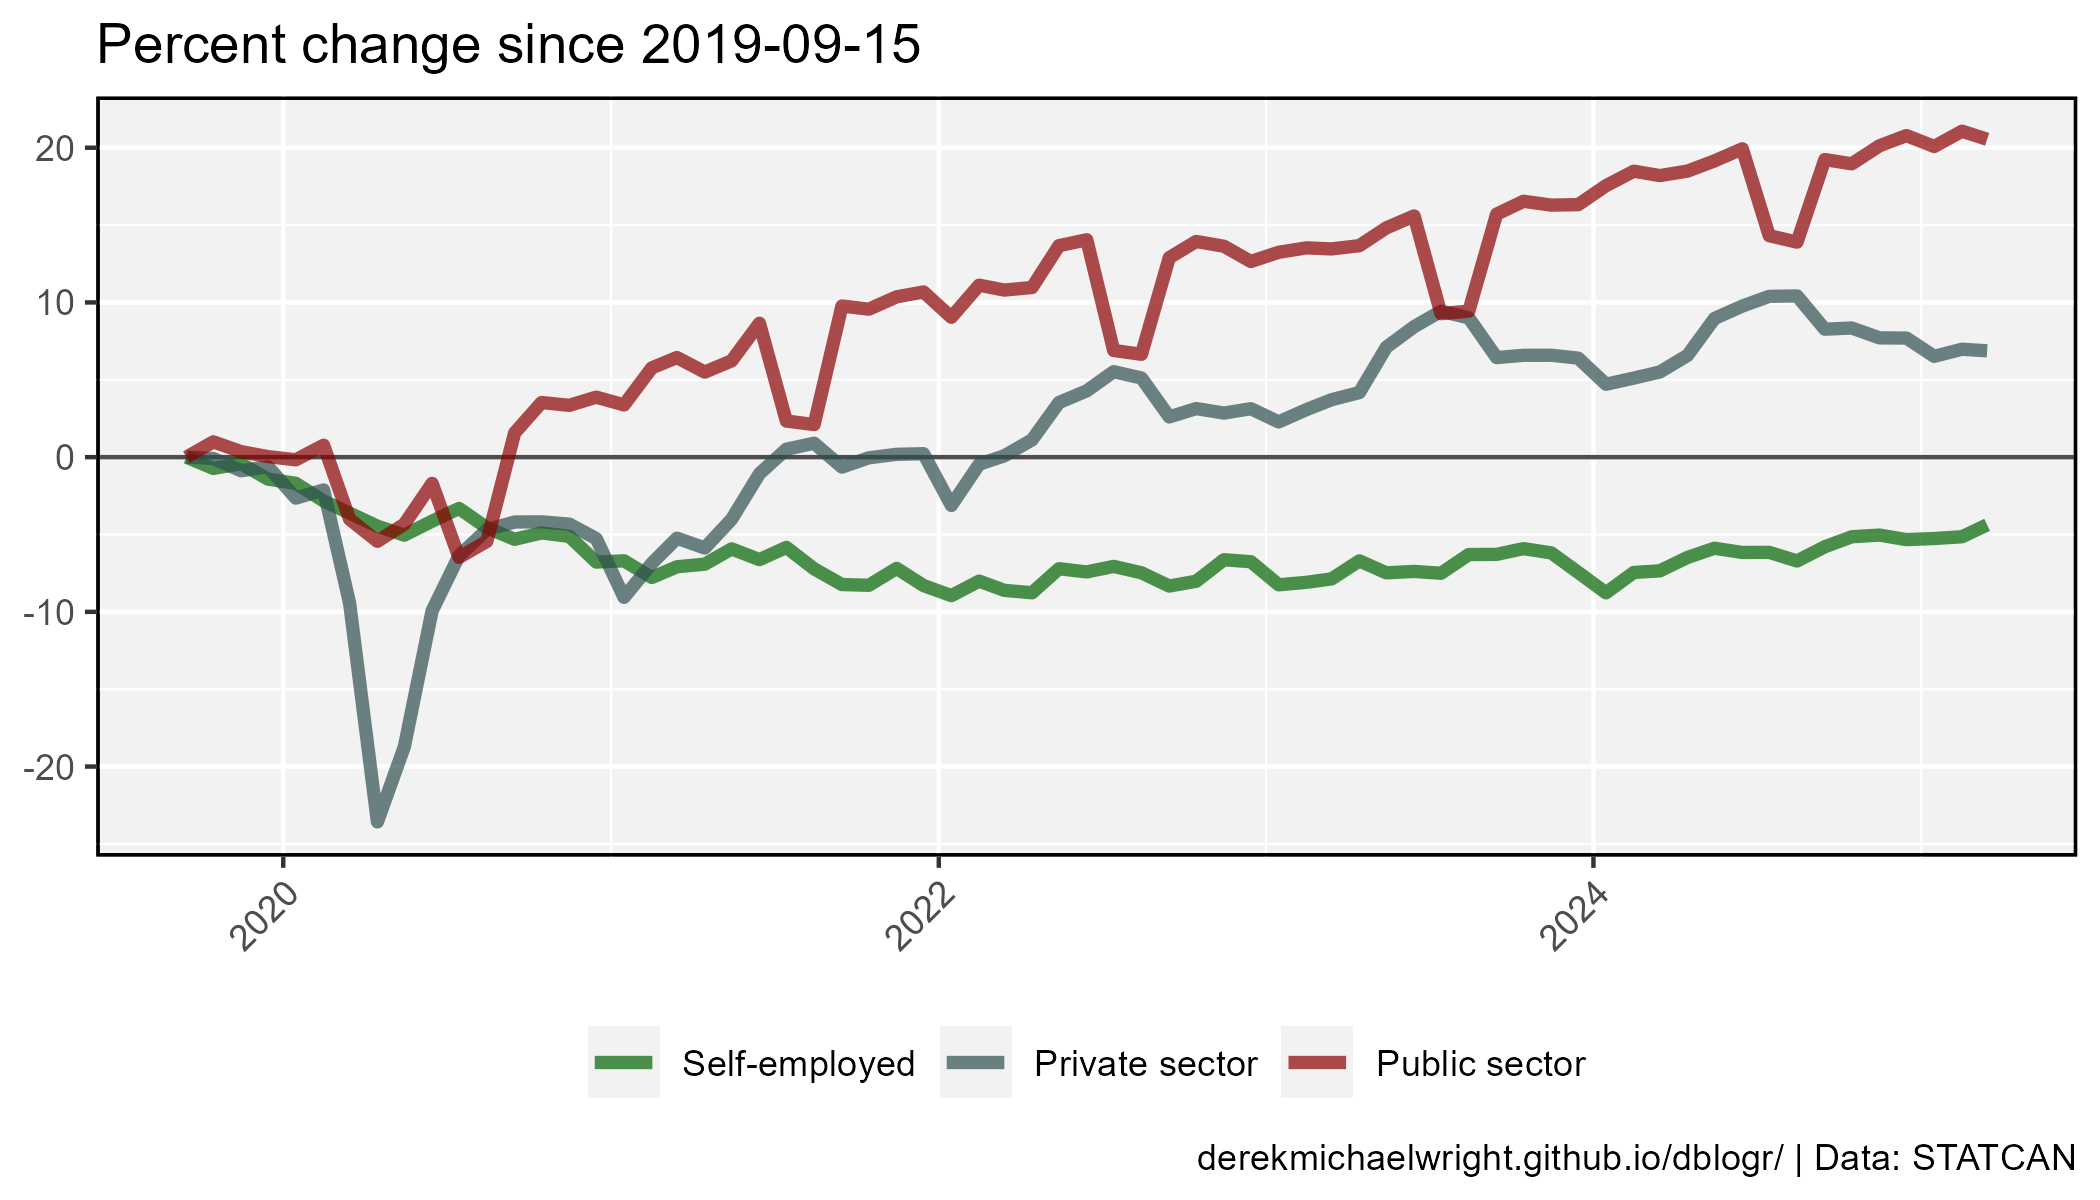 Percent change since 2019-09-15
20
10
0
-10
-20
2020
2022
2024
Self-employed
Private sector
Public sector
derekmichaelwright.github.io/dblogr/ | Data: STATCAN